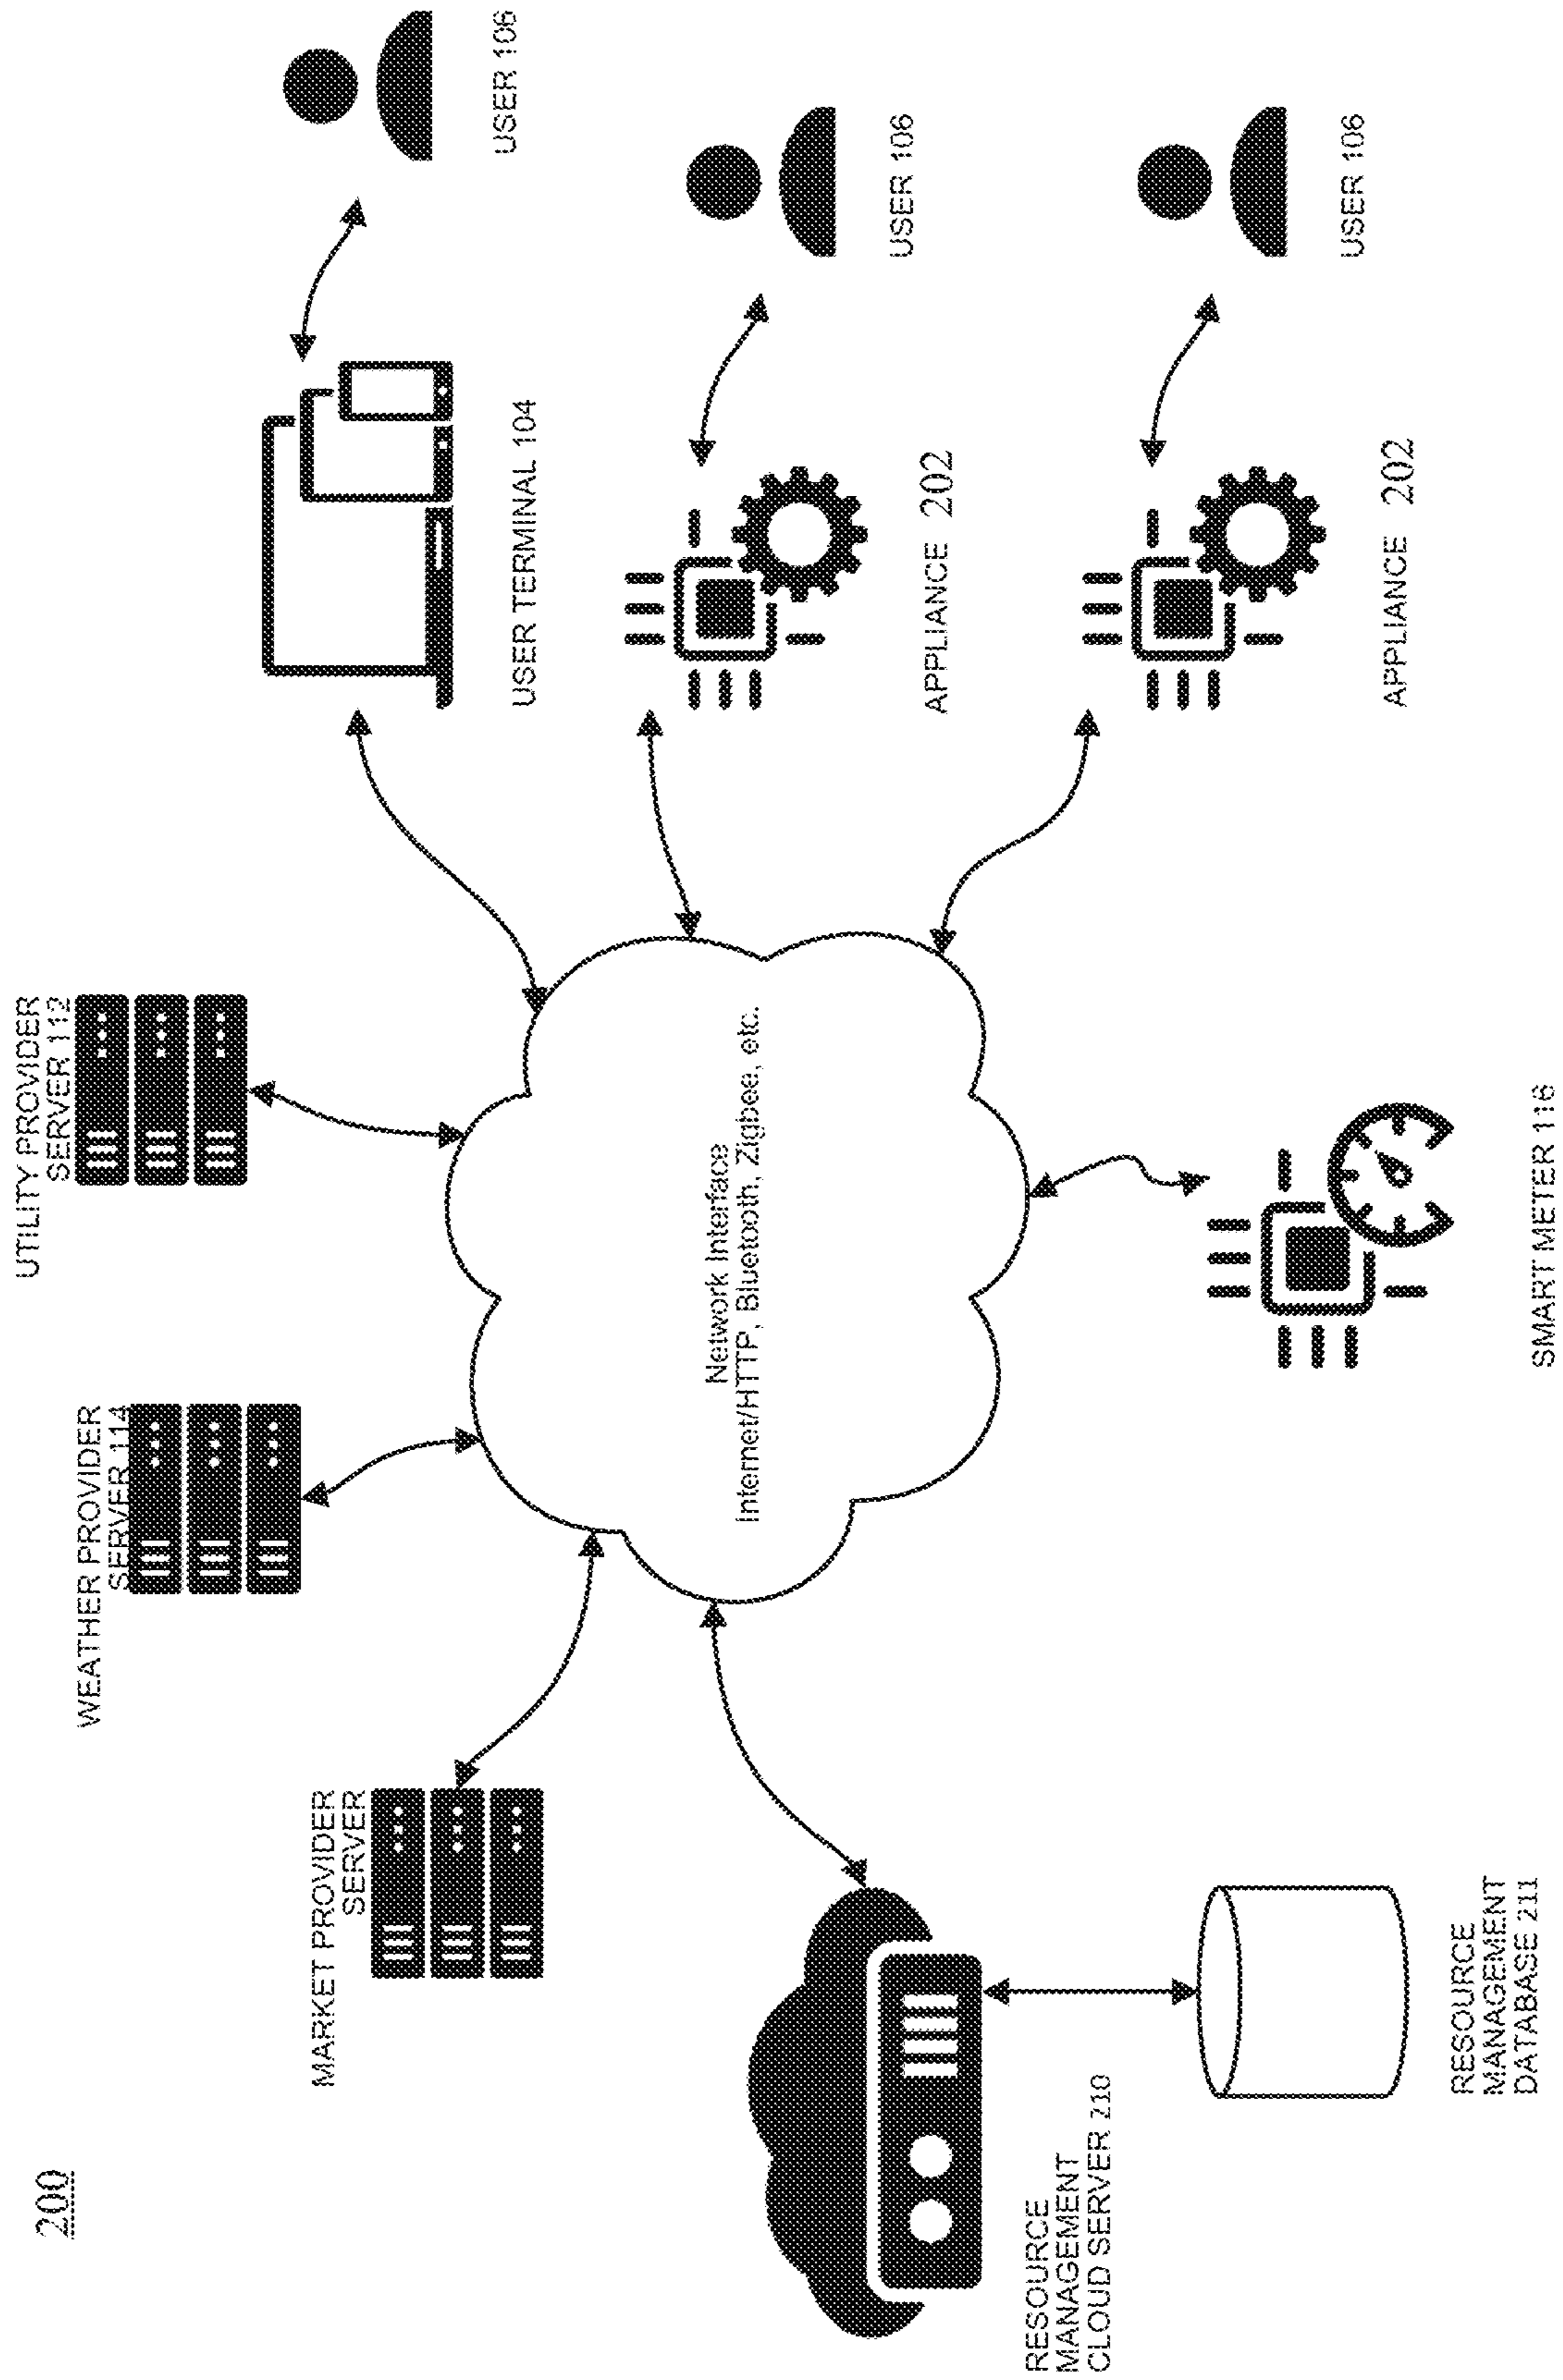 200
MARKET PROVIDER
SERVER
WEATHER PROVIDER
SERVER 114
UTILITY PROVIDER
SERVER 112
USER TERMINAL 104
USER 106
RESOURCE
MANAGEMENT
CLOUD SERVER 210
Network Interface
Internet/HTTP, Bluetooth, Zigbee, etc.
APPLIANCE 202
USER 106
RESOURCE
MANAGEMENT
DATABASE 211
SMART METER 116
APPLIANCE 202
USER 106